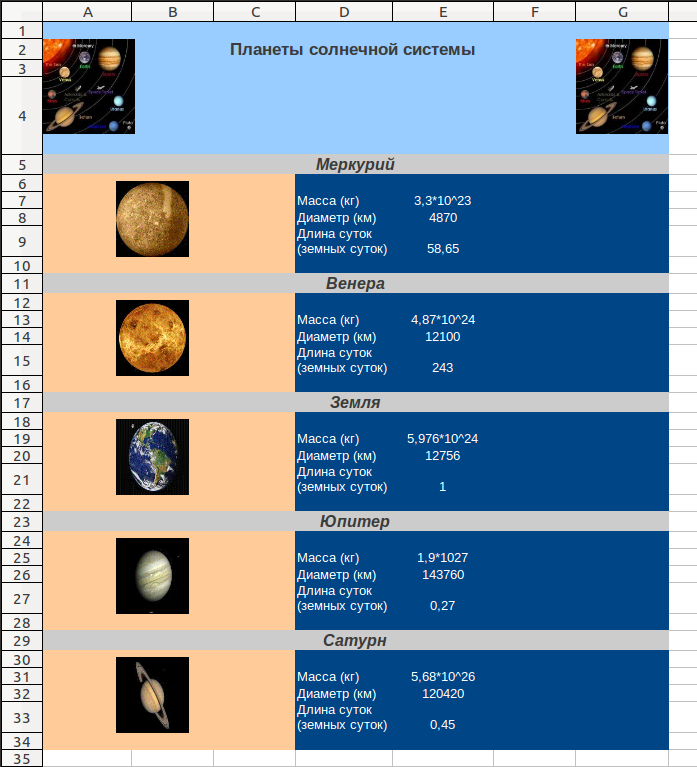 A B C D E F G
1
2 Планеты солнечной системы
3
4
5 Меркурий
6
7 Масса (кг) 3,3*10^23
8 Диаметр (км) 4870
Длина суток
9 (земных суток) 58,65
10
11 Венера
12
13 Масса (кг) 4,87*10^24
14 Диаметр (км) 12100
Длина суток
15 (земных суток) 243
16
17 Земля
18
19 Масса (кг) 5,976*10^24
20 Диаметр (км) 12756
Длина суток
21 (земных суток) 1
22
23 Юпитер
24
25 Масса (кг) 1,9*1027
26 Диаметр (км) 143760
Длина суток
27 (земных суток) 0,27
28
29 Сатурн
30
31 Масса (кг) 5,68*10^26
32 Диаметр (км) 120420
Длина суток
33 (земных суток) 0,45
34
35